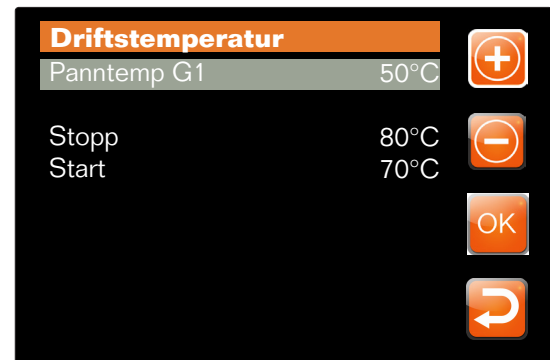 Driftstemperatur
Panntemp G1 50°C
Stopp 80°C
Start 70°C
OK